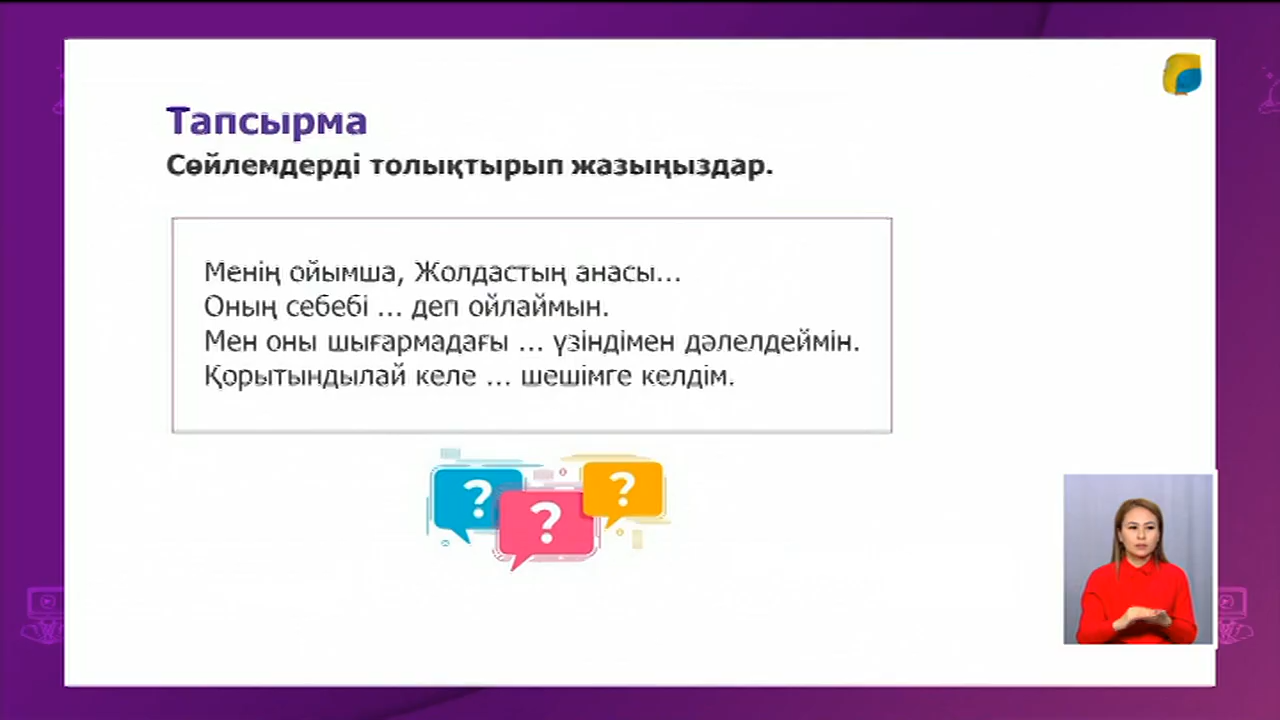 Тапсырма
Сөйлемдерді толықтырып жазыңыздар.
Менің ойымша, Жолдастың анасы...
Оның себебі ... деп ойлаймын.
Мен оны шығармадағы ... үзіндімен дәлелдеймін.
Қорытындылай келе ... шешімге келдім.
? ? ?